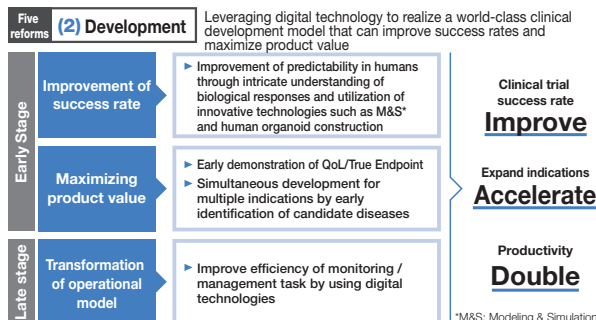 Five
reforms
(2) Development
Leveraging digital technology to realize a world-class clinical
development model that can improve success rates and
maximize product value
Early Stage
Improvement of
success rate
► Improvement of predictability in humans
through intricate understanding of
biological responses and utilization of
innovative technologies such as M&S*
and human organoid construction
Clinical trial
success rate
Improve
Maximizing
product value
► Early demonstration of QoL/True Endpoint
► Simultaneous development for
multiple indications by early
identification of candidate diseases
Expand indications
Accelerate
Late stage
Transformation
of operational
model
► Improve efficiency of monitoring /
management task by using digital
technologies
Productivity
Double
*M&S: Modeling & Simulation